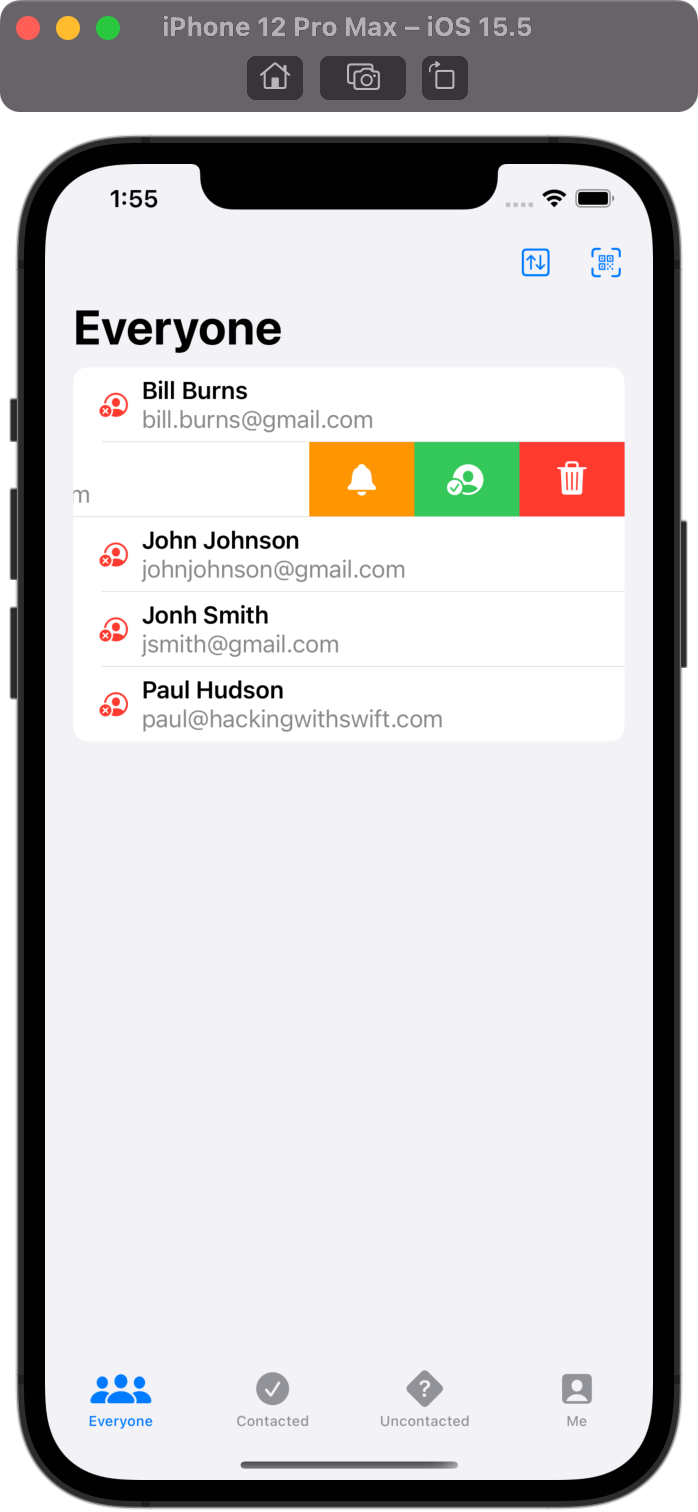 iPhone 12 Pro Max – iOS 15.5
1:55
Everyone
Bill Burns
bill.burns@gmail.com
m
John Johnson
johnjohnson@gmail.com
Jonh Smith
jsmith@gmail.com
Paul Hudson
paul@hackingwithswift.com
Everyone
Contacted
Uncontacted
Me